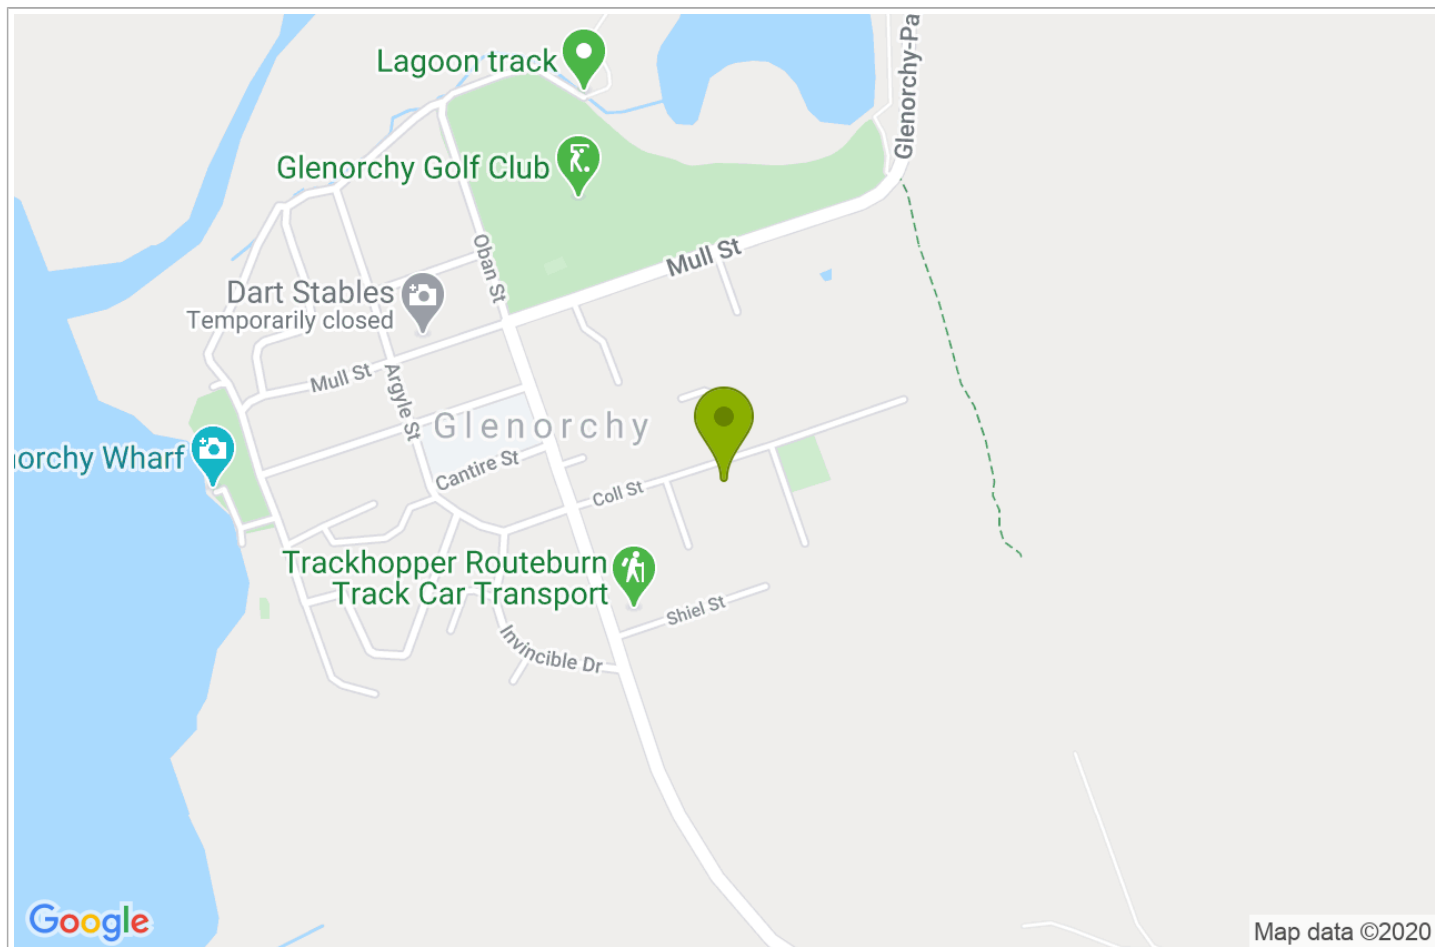 Lagoon track
Glenorchy-Pa
Glenorchy Golf Club
Oban St
Mull St
Dart Stables
Temporarily closed
Mull St
Argyle St
Glenorchy
norchy Wharf
Cantire St
Coll St
Trackhopper Routeburn
Track Car Transport
Shiel St
Invincible Dr
Google
Map data ©2020